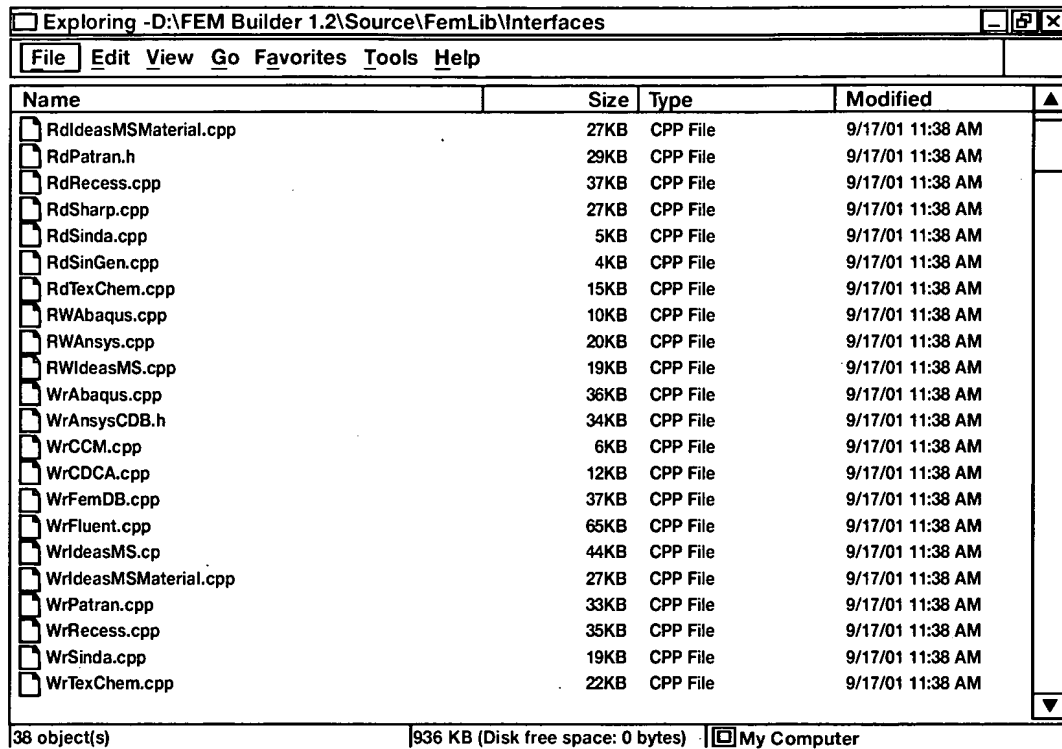 Exploring -D:\FEM Builder 1.2\Source\FemLib\Interfaces
File Edit View Go Favorites Tools Help
Name Size Type Modified
RdIdeasMSMaterial.cpp 27KB CPP File 9/17/01 11:38 AM
RdPatran.h 29KB CPP File 9/17/01 11:38 AM
RdRecess.cpp 37KB CPP File 9/17/01 11:38 AM
RdSharp.cpp 27KB CPP File 9/17/01 11:38 AM
RdSinda.cpp 5KB CPP File 9/17/01 11:38 AM
RdSinGen.cpp 4KB CPP File 9/17/01 11:38 AM
RdTexChem.cpp 15KB CPP File 9/17/01 11:38 AM
RWAbaqus.cpp 10KB CPP File 9/17/01 11:38 AM
RWAnsys.cpp 20KB CPP File 9/17/01 11:38 AM
RWIdeasMS.cpp 19KB CPP File 9/17/01 11:38 AM
WrAbaqus.cpp 36KB CPP File 9/17/01 11:38 AM
WrAnsysCDB.h 34KB CPP File 9/17/01 11:38 AM
WrCCM.cpp 6KB CPP File 9/17/01 11:38 AM
WrCDCA.cpp 12KB CPP File 9/17/01 11:38 AM
WrFemDB.cpp 37KB CPP File 9/17/01 11:38 AM
WrFluent.cpp 65KB CPP File 9/17/01 11:38 AM
WrIdeasMS.cp 44KB CPP File 9/17/01 11:38 AM
WrIdeasMSMaterial.cpp 27KB CPP File 9/17/01 11:38 AM
WrPatran.cpp 33KB CPP File 9/17/01 11:38 AM
WrRecess.cpp 35KB CPP File 9/17/01 11:38 AM
WrSinda.cpp 19KB CPP File 9/17/01 11:38 AM
WrTexChem.cpp 22KB CPP File 9/17/01 11:38 AM
38 object(s) 936 KB (Disk free space: 0 bytes) My Computer